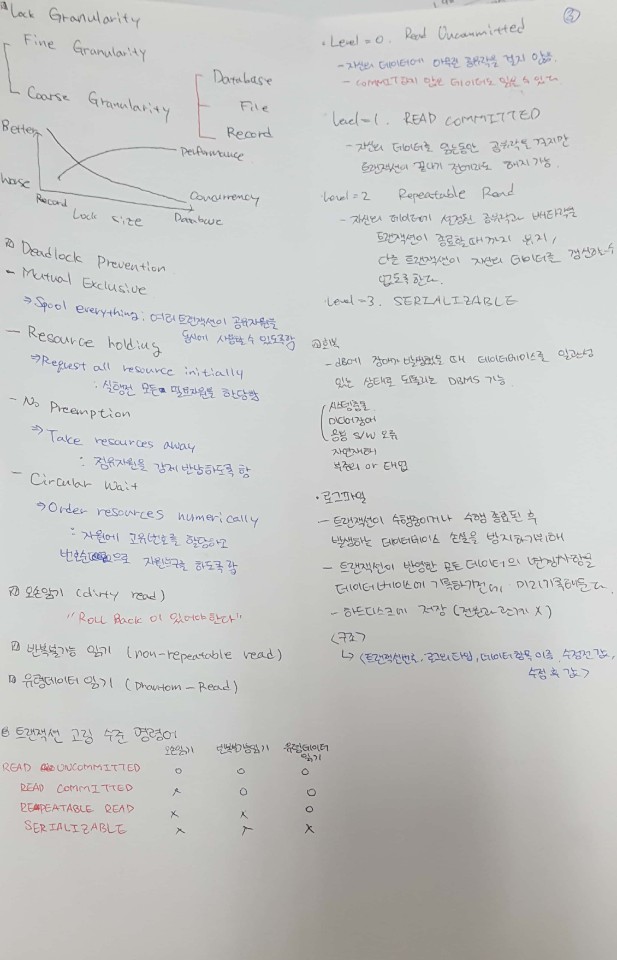 Lock Granularity
Fine Granularity
Coarse Granularity
Database
File
Record
Better
Worse
performance
Concurrency
Record
Lock size
Database
Deadlock Prevention
- Mutual Exclusive
⇒ Spool everything : 여러 트랜잭션이 공유자원을
동시에 사용할 수 있도록함
- Resource holding
⇒ Request all resource initially
: 실행전 모든 필요자원을 할당함
- No Preemption
⇒ Take resources away
: 점유자원을 강제 반납하도록 함
- Circular Wait
⇒ Order resources numerically
: 자원에 고유번호를 할당하고
번호순으로 자원요구를 하도록 함
오손읽기 (dirty read)
"Roll Back 이 있어야 한다"
반복불가능 읽기 (non-repeatable read)
유령데이터 읽기 (Phantom-Read)
트랜잭션 고립 수준 명령어
오손읽기 반복불가능읽기 유령데이터
읽기
READ UNCOMMITTED o o o
READ COMMITTED x o o
REPEATABLE READ x x o
SERIALIZABLE x x x
③
· Level = 0. Read Uncommitted
- 자신의 데이터에 아무런 공유락을 걸지 않음.
- COMMIT되지 않은 데이터도 읽을 수 있다.
Level = 1. READ COMMITTED
- 자신의 데이터를 읽는동안 공유락을 걸지만
트랜잭션이 끝나기 전에라도 해지 가능.
Level = 2 Repeatable Read
- 자신의 데이터에 설정된 공유락과 배타락을
트랜잭션이 종료할 때까지 유지,
다른 트랜잭션이 자신의 데이터를 갱신하는수
없도록 한다.
Level = 3. SERIALIZABLE
회복
- DB에 장애가 발생했을 때 데이터베이스를 일관성
있는 상태로 되돌리는 DBMS 기능
시스템충돌
미디어장애
응용 S/W 오류
자연재해
부주의 or 태업
· 로그파일
- 트랜잭션이 수행중이거나 수행 종료된 후
발생하는 데이터베이스 손실을 방지하기위해
- 트랜잭션이 반영한 모든 데이터의 변경사항을
데이터베이스에 기록하기전에 미리기록해둔다.
- 하드디스크에 저장 (전원과 관계 X)
<구조>
↳ <트랜잭션번호, 로그의 타입, 데이터 항목 이름, 수정전 값,
수정 후 값>